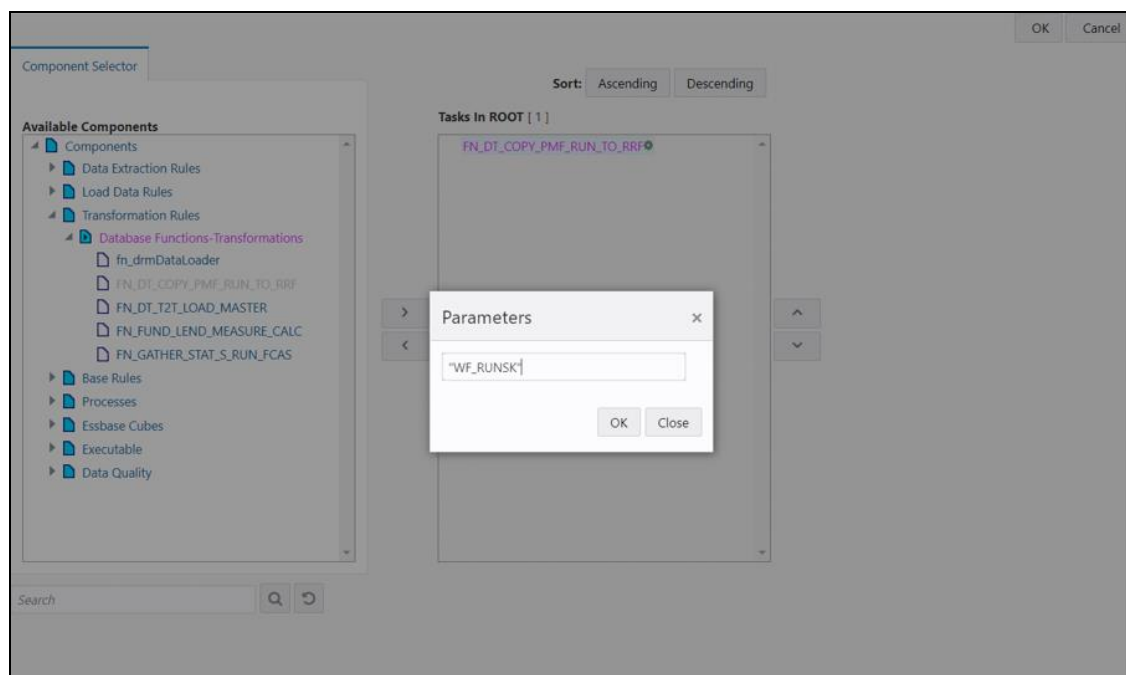 OK Cancel
Component Selector
Sort: Ascending Descending
Tasks In ROOT [ 1 ]
Available Components
Components
Data Extraction Rules
Load Data Rules
Transformation Rules
Database Functions-Transformations
fn_drmDataLoader
FN_DT_COPY_PMF_RUN_TO_RRF
FN_DT_T2T_LOAD_MASTER
FN_FUND_LEND_MEASURE_CALC
FN_GATHER_STAT_S_RUN_FCAS
Base Rules
Processes
Essbase Cubes
Executable
Data Quality
FN_DT_COPY_PMF_RUN_TO_RRF
Parameters
"WF_RUNSK"
OK Close
Search